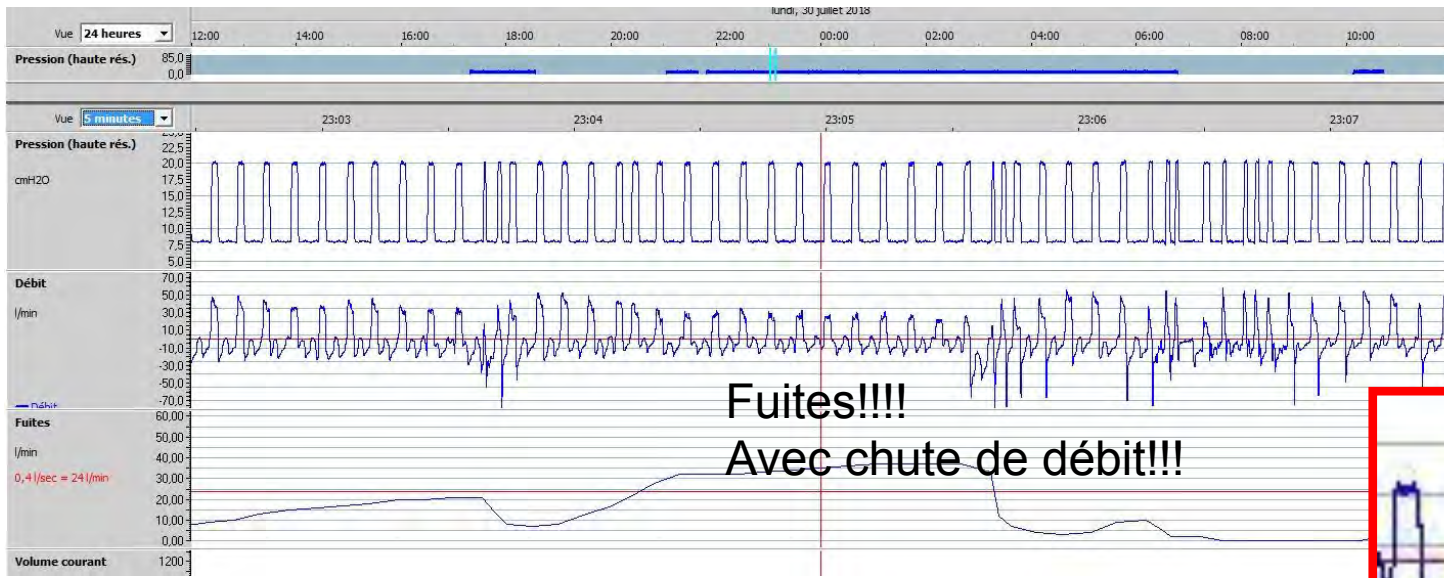 lundi, 30 juillet 2018
Vue 24 heures
12:00 14:00 16:00 18:00 20:00 22:00 00:00 02:00 04:00 06:00 08:00 10:00
Pression (haute rés.) 85,0
0,0
Vue 5 minutes
23:03 23:04 23:05 23:06 23:07
Pression (haute rés.)
cmH2O
25,0
22,5
20,0
17,5
15,0
12,5
10,0
7,5
5,0
Débit
l/min
70,0
50,0
30,0
10,0
-10,0
-30,0
-50,0
-70,0
Débit
Fuites!!!!
Avec chute de débit!!!
Fuites
l/min
0,4 l/sec = 24 l/min
60,00
50,00
40,00
30,00
20,00
10,00
0,00
Volume courant 1200